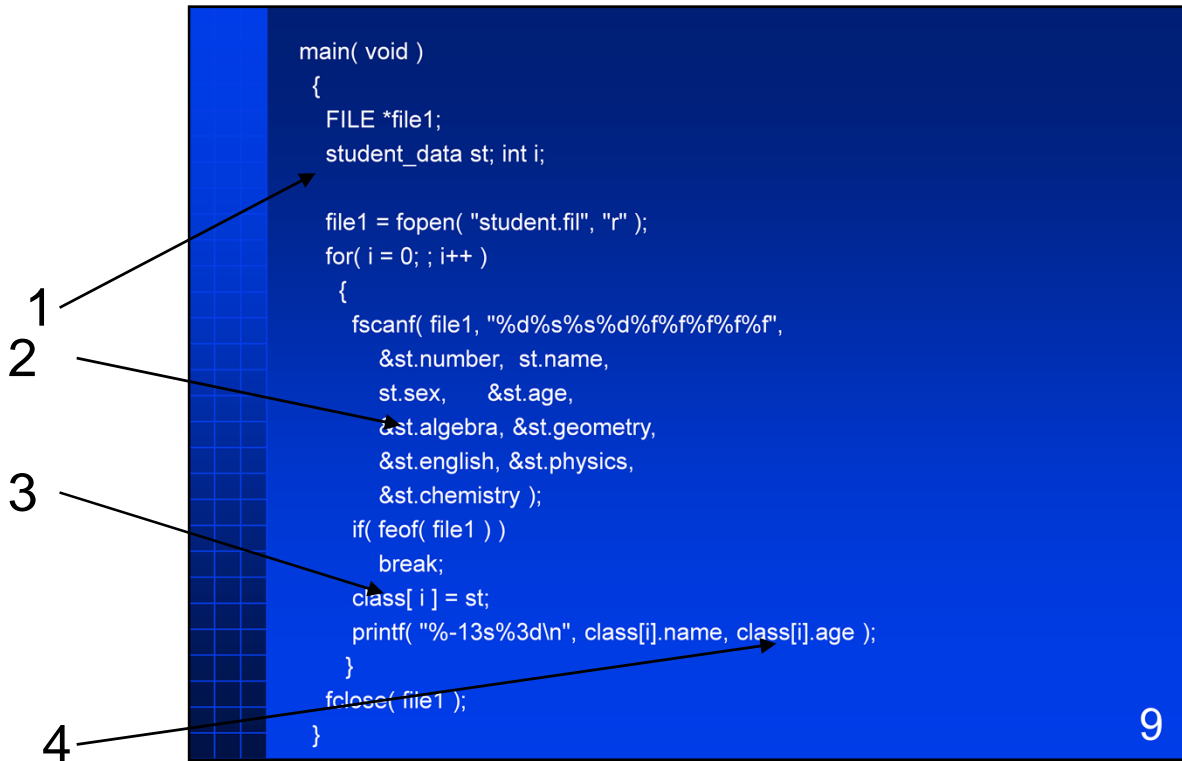 main( void )
{
FILE *file1;
student_data st; int i;
file1 = fopen( "student.fil", "r" );
for( i = 0; ; i++ )
{
fscanf( file1, "%d%s%s%d%f%f%f%f%f",
&st.number, st.name,
st.sex, &st.age,
&st.algebra, &st.geometry,
&st.english, &st.physics,
&st.chemistry );
if( feof( file1 ) )
break;
class[ i ] = st;
printf( "%-13s%3d\n", class[i].name, class[i].age );
}
fclose( file1 );
}
1
2
3
4
9